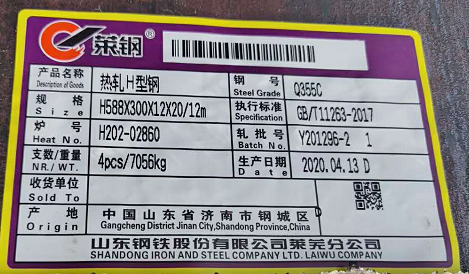 莱钢®
产品名称 热轧H型钢 钢号 Q355C
Description of Goods Steel Grade
规格 H588X300X12X20/12m 执行标准 GB/T11263-2017
Size Specification
炉号 H202-02860 轧批号 Y201296-2 1
Heat No. Batch No.
支数/重量 4pcs/7056kg 生产日期 2020.04.13 D
NR./WT. Date
收货单位
Sold To
产地 中国山东省济南市钢城区
Origin Gangcheng District Jinan City,Shandong Province,China
山东钢铁股份有限公司莱芜分公司
SHANDONG IRON AND STEEL COMPANY LTD. LAIWU COMPANY